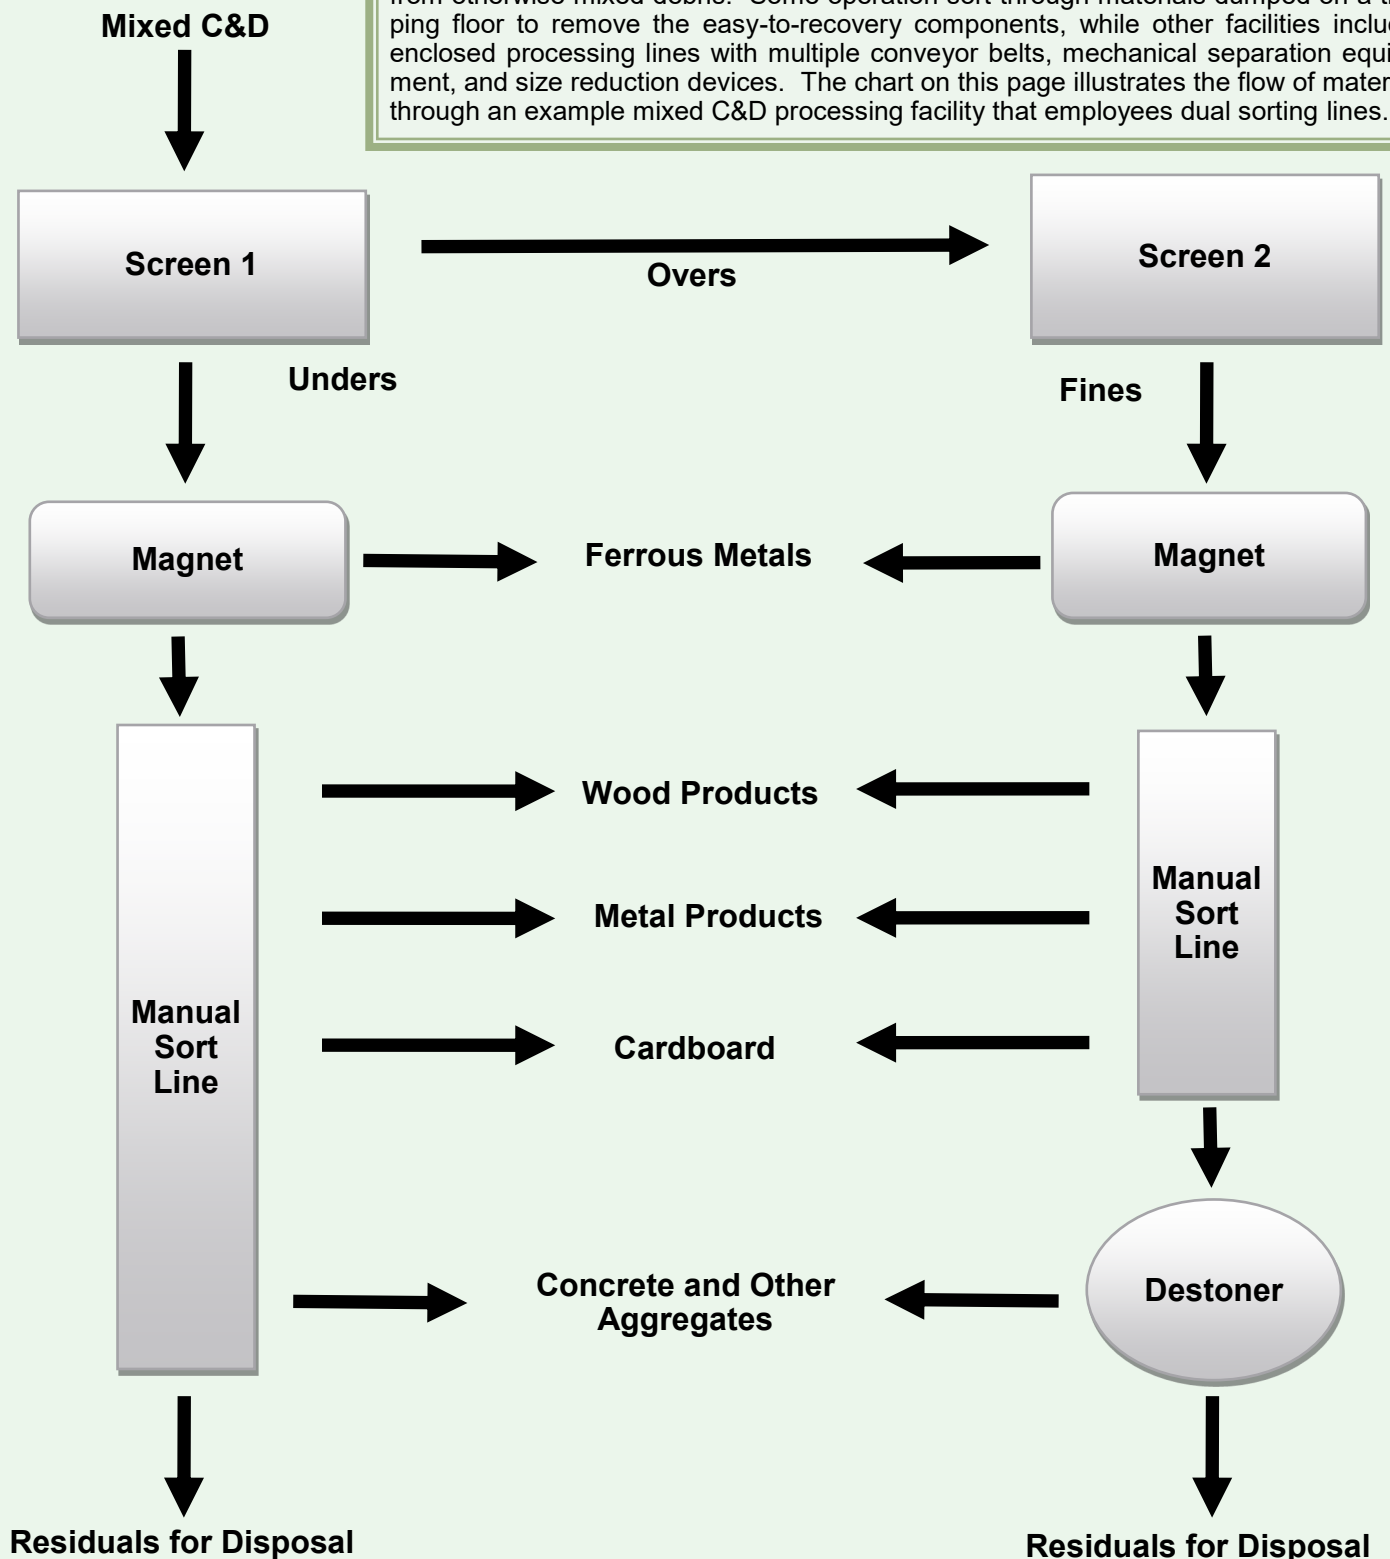 Mixed C&D
ping floor to remove the easy-to-recovery components, while other facilities inclu
enclosed processing lines with multiple conveyor belts, mechanical separation equi
ment, and size reduction devices. The chart on this page illustrates the flow of mater
through an example mixed C&D processing facility that employees dual sorting lines.
Screen 1
Overs
Screen 2
Unders
Fines
Magnet
Ferrous Metals
Magnet
Wood Products
Metal Products
Cardboard
Manual
Sort
Line
Manual
Sort
Line
Concrete and Other
Aggregates
Destoner
Residuals for Disposal
Residuals for Disposal